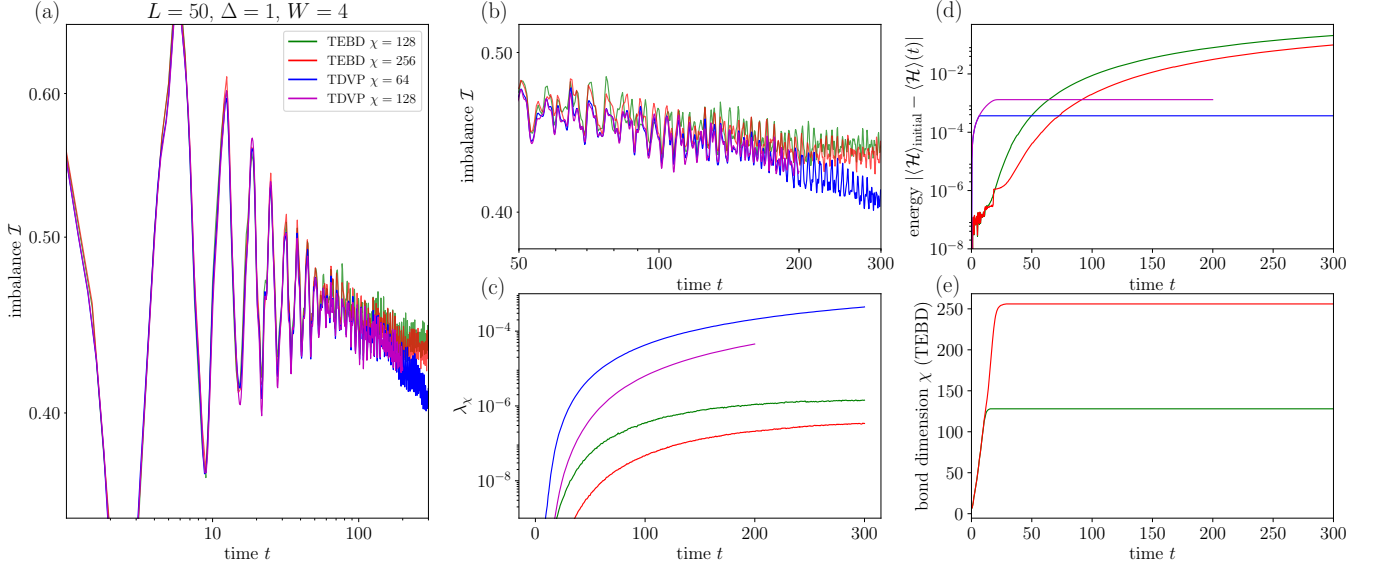 (a)
L = 50, Δ = 1, W = 4
TEBD χ = 128
TEBD χ = 256
TDVP χ = 64
TDVP χ = 128
imbalance I
0.60
0.50
0.40
10
100
time t
(b)
imbalance I
0.50
0.40
50
100
200
300
time t
(c)
λχ
10⁻⁴
10⁻⁶
10⁻⁸
0
100
200
300
time t
(d)
energy |⟨H⟩initial − ⟨H⟩(t)|
10⁻²
10⁻⁴
10⁻⁶
10⁻⁸
0
50
100
150
200
250
300
time t
(e)
bond dimension χ (TEBD)
250
200
150
100
50
0
0
50
100
150
200
250
300
time t